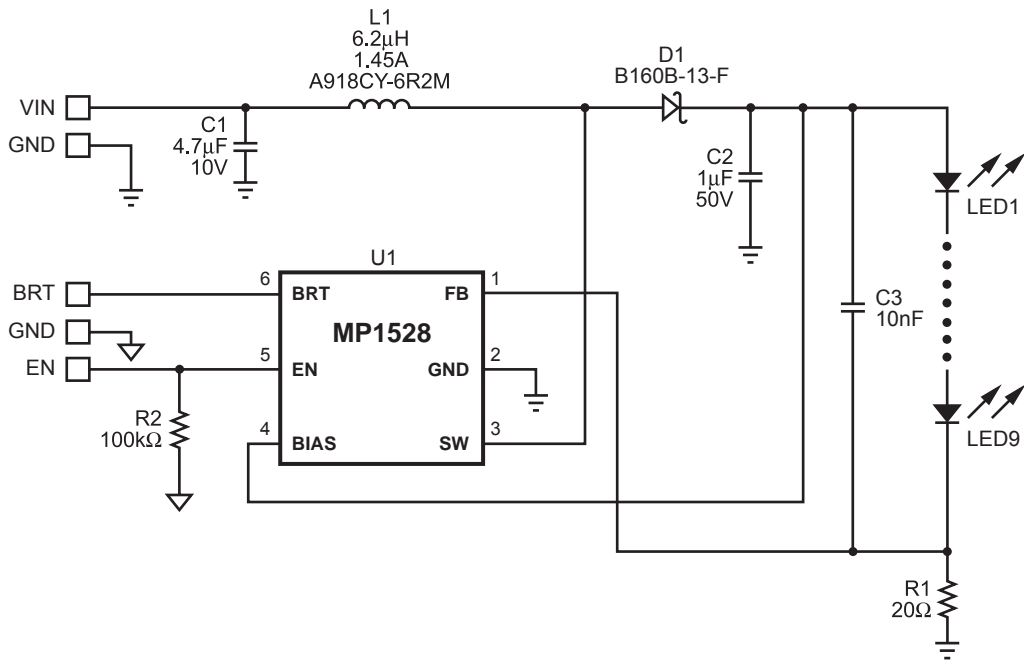 L1
6.2μH
1.45A
A918CY-6R2M
D1
B160B-13-F
VIN
GND
C1
4.7μF
10V
C2
1μF
50V
LED1
U1
BRT
GND
EN
6
5
4
BRT
EN
BIAS
MP1528
FB
GND
SW
1
2
3
R2
100kΩ
C3
10nF
LED9
R1
20Ω